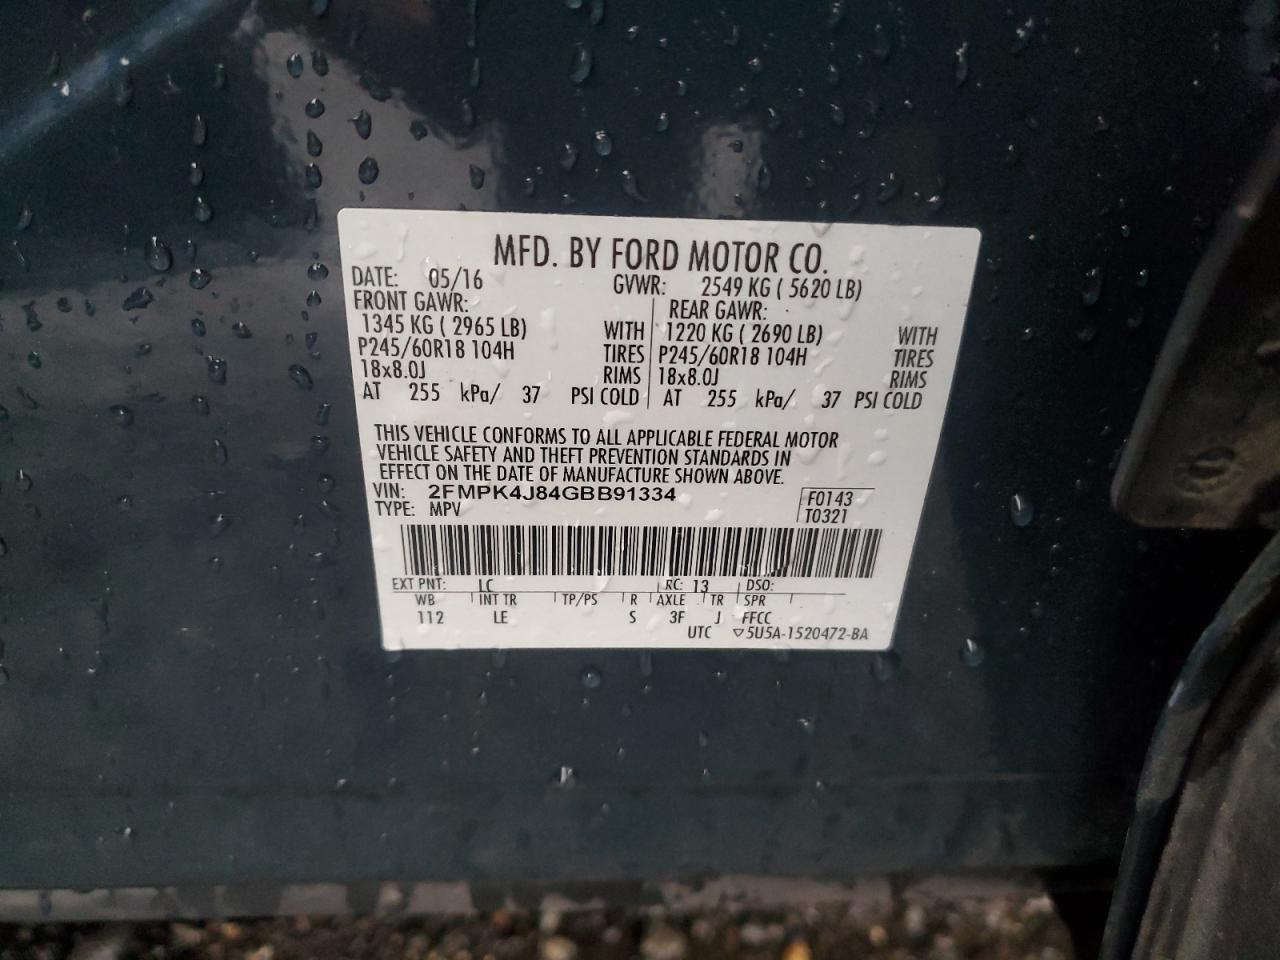 MFD. BY FORD MOTOR CO.
DATE: 05/16 GVWR: 2549 KG ( 5620 LB)
FRONT GAWR: REAR GAWR:
1345 KG ( 2965 LB) WITH 1220 KG ( 2690 LB) WITH
P245/60R18 104H TIRES P245/60R18 104H TIRES
18x8.0J RIMS 18x8.0J RIMS
AT 255 kPa/ 37 PSI COLD AT 255 kPa/ 37 PSI COLD
THIS VEHICLE CONFORMS TO ALL APPLICABLE FEDERAL MOTOR
VEHICLE SAFETY AND THEFT PREVENTION STANDARDS IN
EFFECT ON THE DATE OF MANUFACTURE SHOWN ABOVE.
VIN: 2FMPK4J84GBB91334 F0143
TYPE: MPV T0321
EXT PNT: LC RC: 13 DSO:
WB INT TR TP/PS R AXLE TR SPR
112 LE S 3F J FFCC
UTC ▽5U5A-1520472-BA